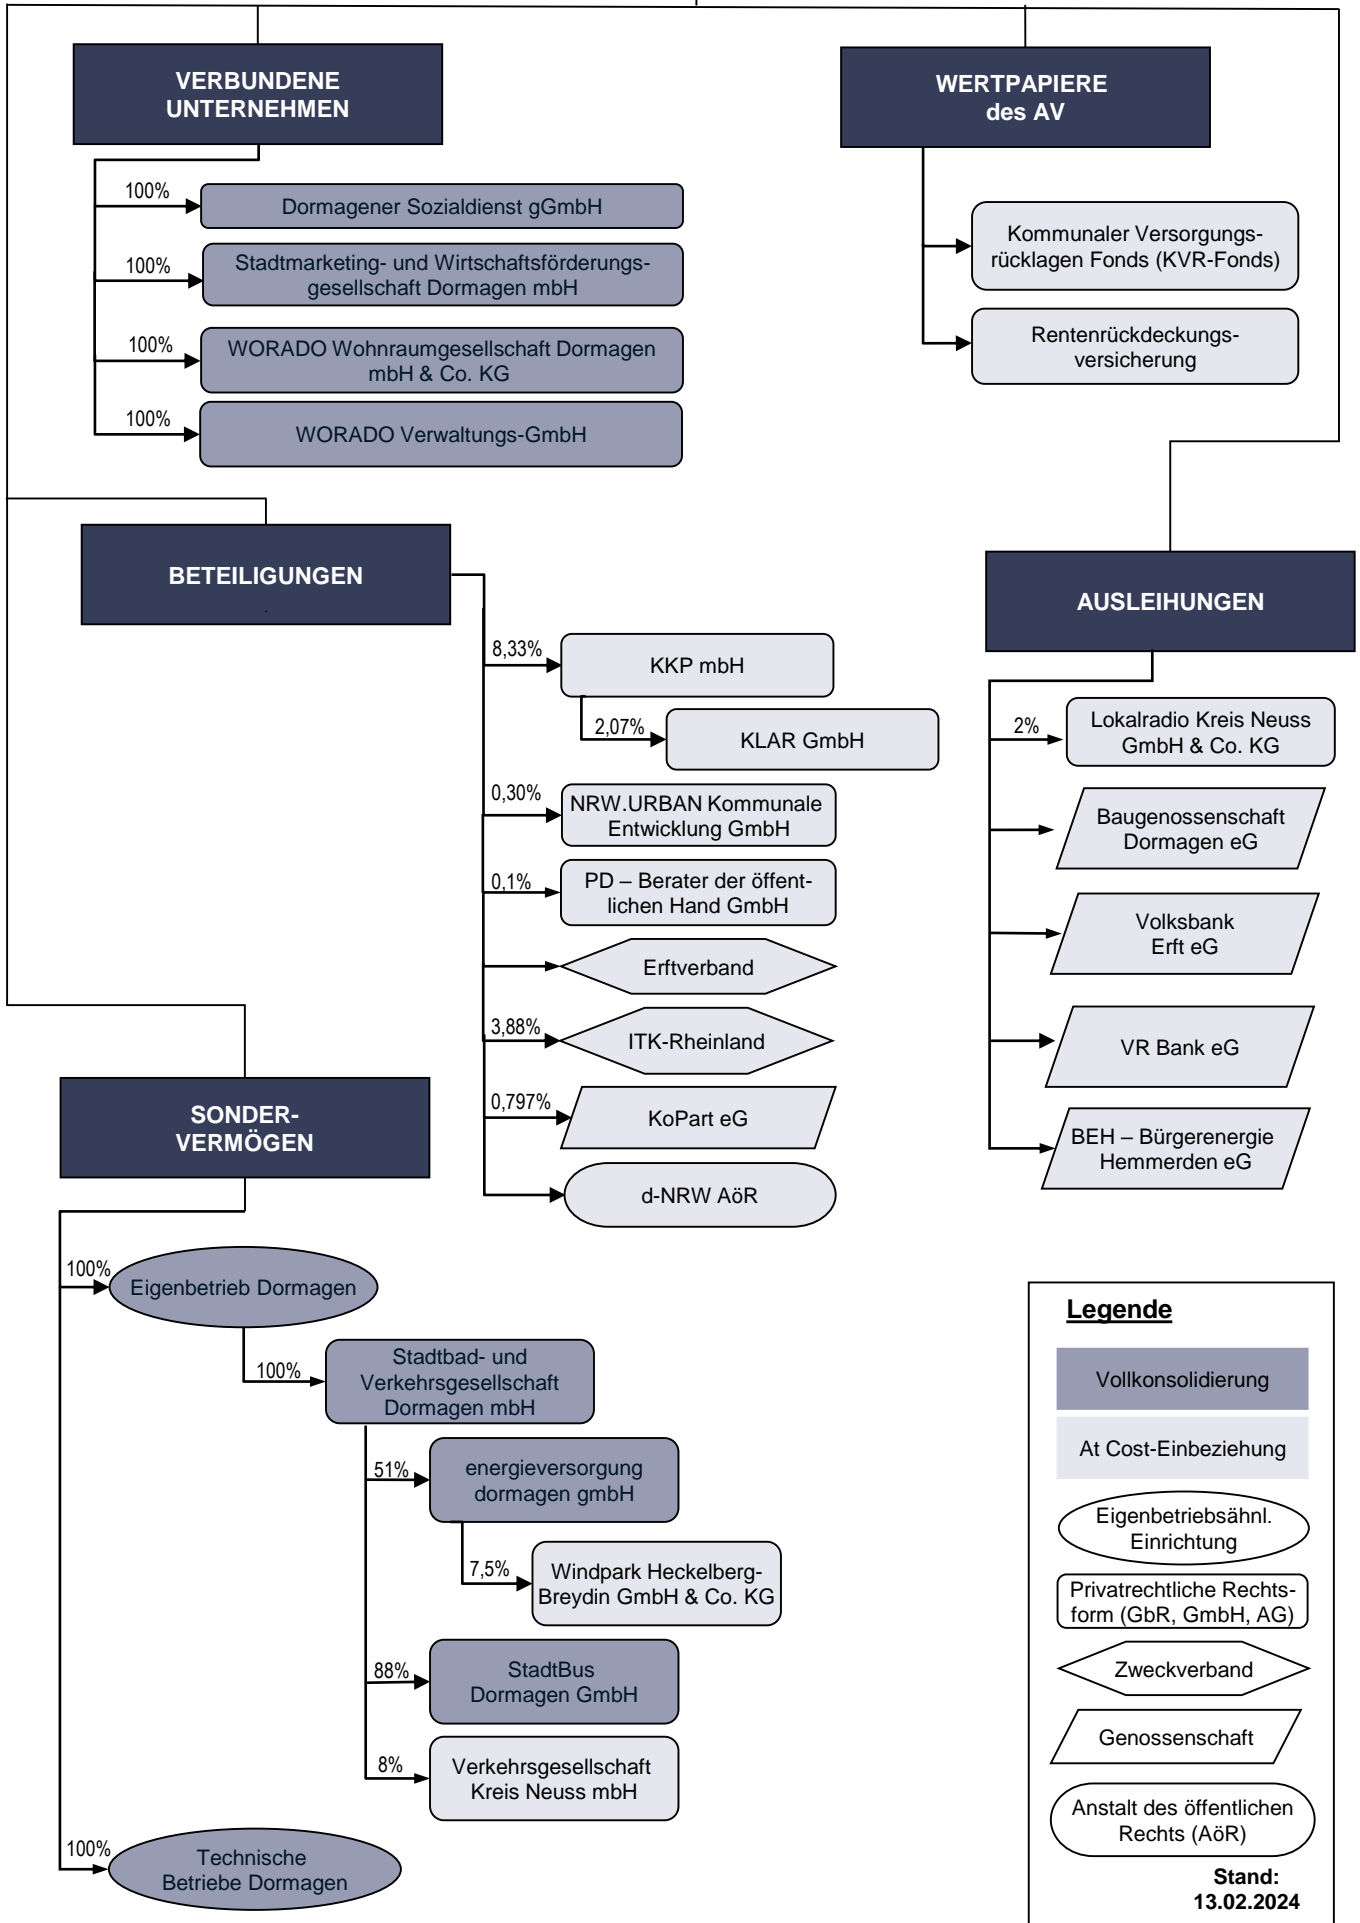 VERBUNDENE
UNTERNEHMEN
100%
Dormagener Sozialdienst gGmbH
100%
Stadtmarketing- und Wirtschaftsförderungs-
gesellschaft Dormagen mbH
100%
WORADO Wohnraumgesellschaft Dormagen
mbH & Co. KG
100%
WORADO Verwaltungs-GmbH
WERTPAPIERE
des AV
Kommunaler Versorgungs-
rücklagen Fonds (KVR-Fonds)
Rentenrückdeckungs-
versicherung
BETEILIGUNGEN
8,33%
KKP mbH
2,07%
KLAR GmbH
0,30%
NRW.URBAN Kommunale
Entwicklung GmbH
0,1%
PD – Berater der öffent-
lichen Hand GmbH
Erftverband
3,88%
ITK-Rheinland
0,797%
KoPart eG
d-NRW AöR
AUSLEIHUNGEN
2%
Lokalradio Kreis Neuss
GmbH & Co. KG
Baugenossenschaft
Dormagen eG
Volksbank
Erft eG
VR Bank eG
BEH – Bürgerenergie
Hemmerden eG
SONDER-
VERMÖGEN
100%
Eigenbetrieb Dormagen
100%
Stadtbad- und
Verkehrsgesellschaft
Dormagen mbH
51%
energieversorgung
dormagen gmbH
7,5%
Windpark Heckelberg-
Breydin GmbH & Co. KG
88%
StadtBus
Dormagen GmbH
8%
Verkehrsgesellschaft
Kreis Neuss mbH
100%
Technische
Betriebe Dormagen
Legende
Vollkonsolidierung
At Cost-Einbeziehung
Eigenbetriebsähnl.
Einrichtung
Privatrechtliche Rechts-
form (GbR, GmbH, AG)
Zweckverband
Genossenschaft
Anstalt des öffentlichen
Rechts (AöR)
Stand:
13.02.2024